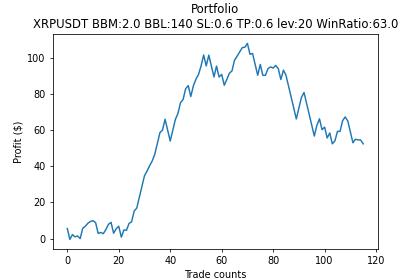 Portfolio
XRPUSDT BBM:2.0 BBL:140 SL:0.6 TP:0.6 lev:20 WinRatio:63.0
100
80
60
40
20
0
Profit ($)
0 20 40 60 80 100 120
Trade counts